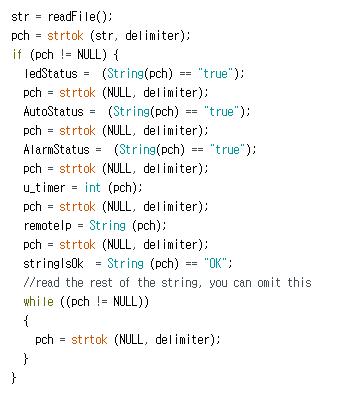 str = readFile();
pch = strtok (str, delimiter);
if (pch != NULL) {
ledStatus =  (String(pch) == "true");
pch = strtok (NULL, delimiter);
AutoStatus =  (String(pch) == "true");
pch = strtok (NULL, delimiter);
AlarmStatus =  (String(pch) == "true");
pch = strtok (NULL, delimiter);
u_timer = int (pch);
pch = strtok (NULL, delimiter);
remoteIp = String (pch);
pch = strtok (NULL, delimiter);
stringIsOk  = String (pch) == "OK";
//read the rest of the string, you can omit this
while ((pch != NULL))
{
pch = strtok (NULL, delimiter);
}
}